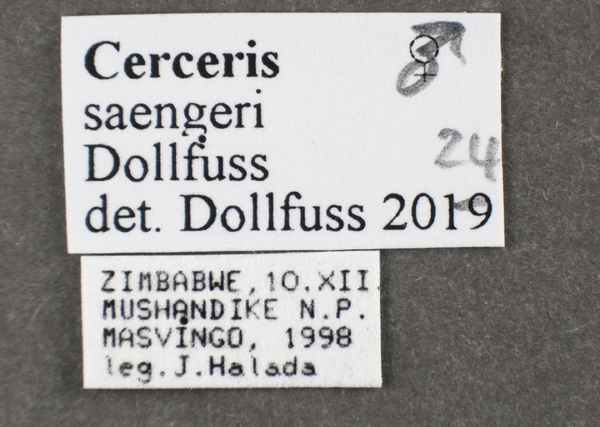 Cerceris ♂
saengeri
Dollfuss 24
det. Dollfuss 2019
ZIMBABWE, 10.XII.
MUSHANDIKE N.P.
MASVINGO, 1998
leg. J.Halada